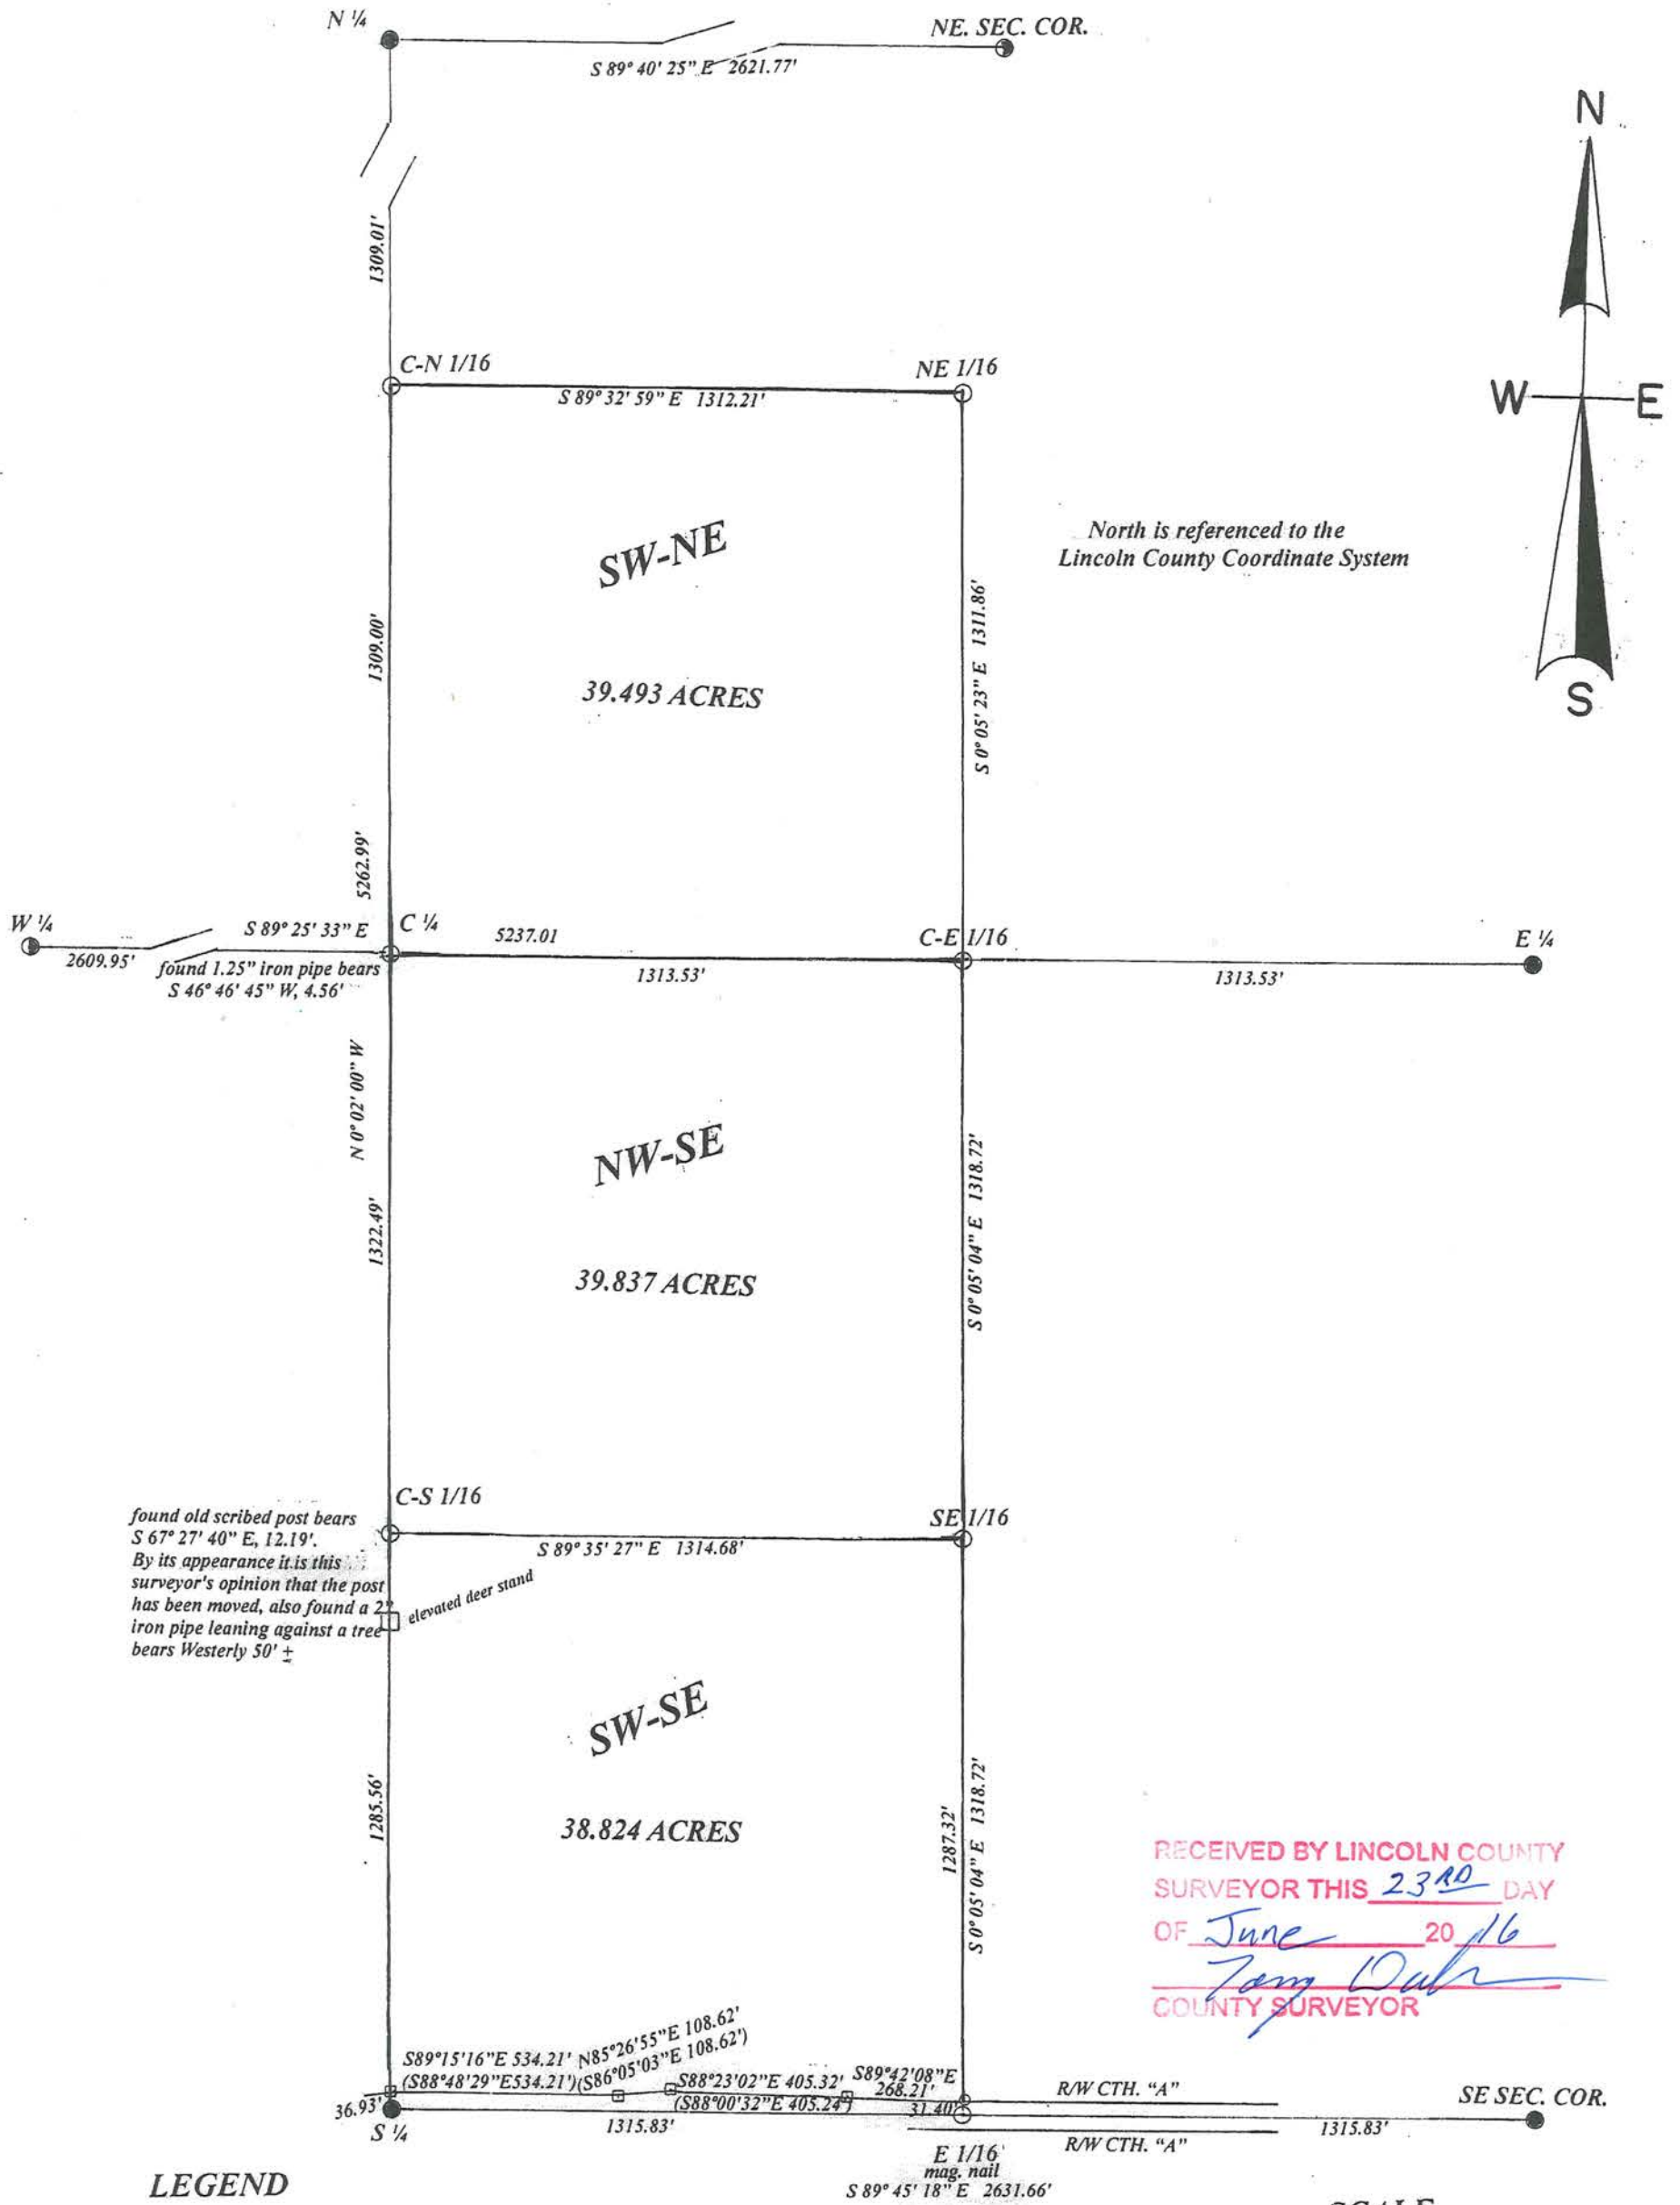 N ¼
NE. SEC. COR.
S 89° 40' 25" E 2621.77'
N
1309.01'
C-N 1/16
NE 1/16
S 89° 32' 59" E 1312.21'
W
E
SW-NE
North is referenced to the
Lincoln County Coordinate System
1309.00'
S 0° 05' 23" E 1311.86'
39.493 ACRES
S
5262.99'
W ¼
S 89° 25' 33" E
C ¼
5237.01
C-E 1/16
E ¼
2609.95'
found 1.25" iron pipe bears
S 46° 46' 45" W, 4.56'
1313.53'
1313.53'
N 0° 02' 00" W
NW-SE
1322.49'
S 0° 05' 04" E 1318.72'
39.837 ACRES
C-S 1/16
SE 1/16
found old scribed post bears
S 67° 27' 40" E, 12.19'.
By its appearance it is this
surveyor's opinion that the post
has been moved, also found a 2"
iron pipe leaning against a tree
bears Westerly 50' ±
S 89° 35' 27" E 1314.68'
elevated deer stand
SW-SE
1285.56'
38.824 ACRES
1287.32'
S 0° 05' 04" E 1318.72'
RECEIVED BY LINCOLN COUNTY
SURVEYOR THIS 23RD DAY
OF June 20 16
COUNTY SURVEYOR
S89°15'16"E 534.21'
(S88°48'29"E534.21')
N85°26'55"E 108.62'
(S86°05'03"E 108.62')
S88°23'02"E 405.32'
(S88°00'32"E 405.24')
S89°42'08"E
268.21'
31.40'
R/W CTH. "A"
SE SEC. COR.
36.93'
S ¼
1315.83'
1315.83'
R/W CTH. "A"
E 1/16
mag. nail
S 89° 45' 18" E 2631.66'
LEGEND
SCALE